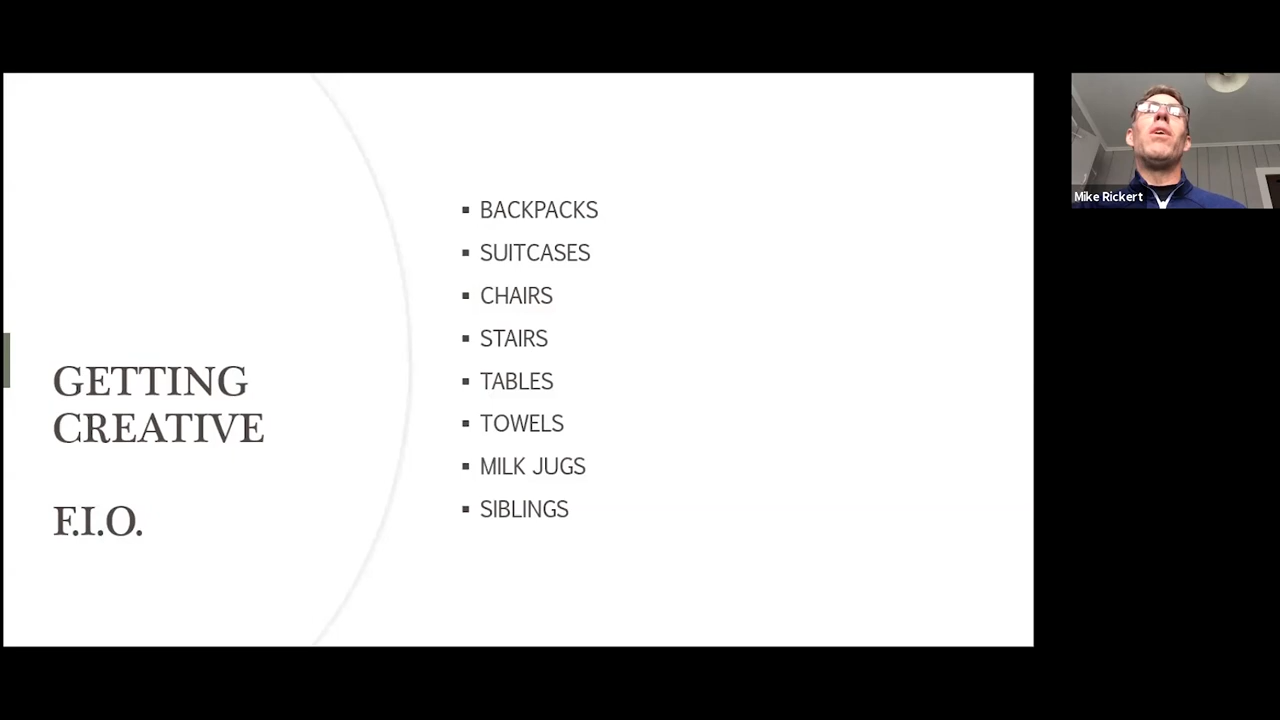 GETTING
CREATIVE
F.I.O.
BACKPACKS
SUITCASES
CHAIRS
STAIRS
TABLES
TOWELS
MILK JUGS
SIBLINGS
Mike Rickert